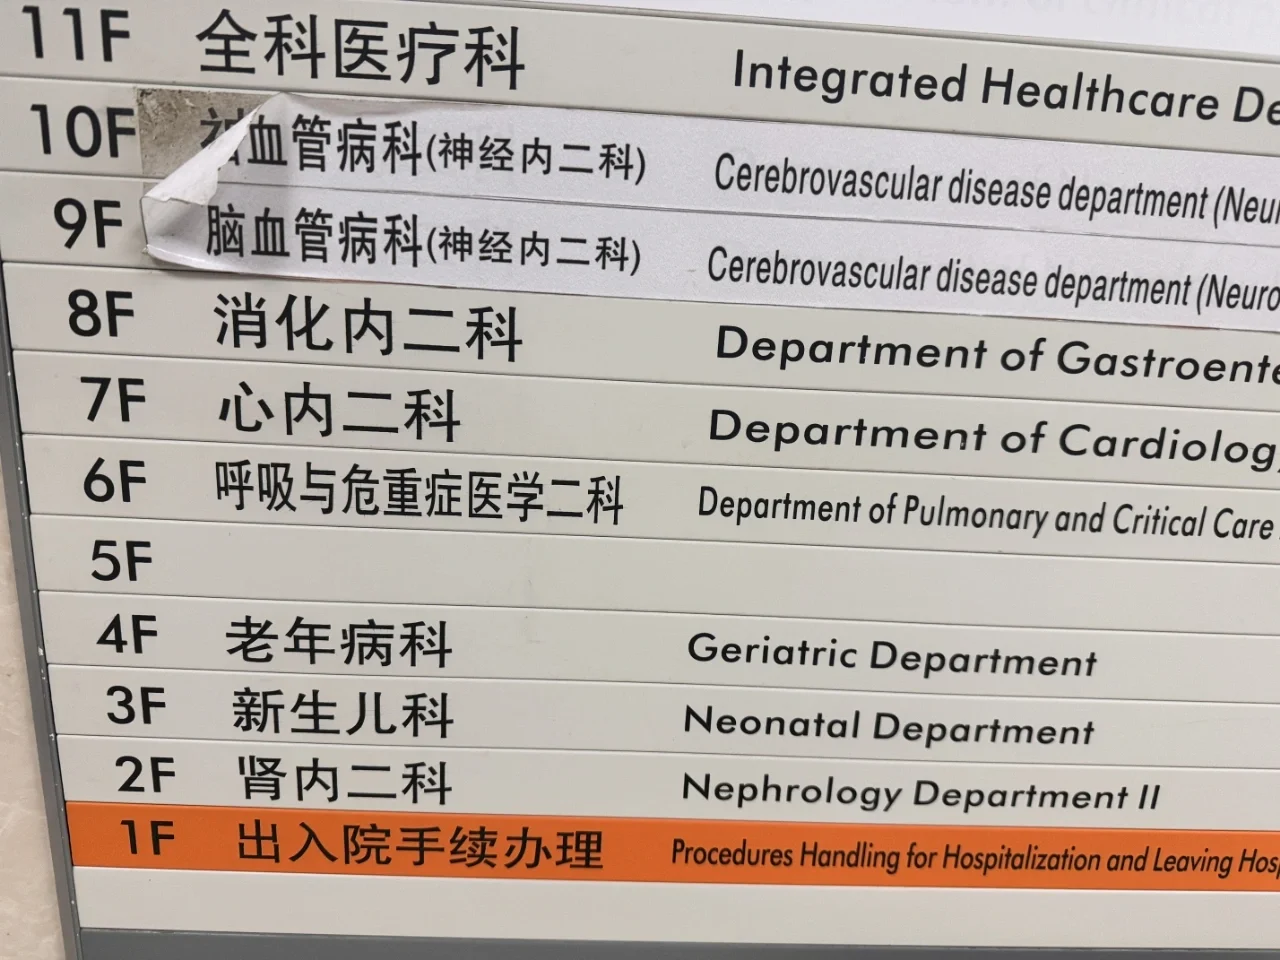 11F 全科医疗科 Integrated Healthcare De
10F 血管病科(神经内二科) Cerebrovascular disease department (Neur
9F 脑血管病科(神经内二科) Cerebrovascular disease department (Neuro
8F 消化内二科 Department of Gastroente
7F 心内二科 Department of Cardiology
6F 呼吸与危重症医学二科 Department of Pulmonary and Critical Care
5F
4F 老年病科 Geriatric Department
3F 新生儿科 Neonatal Department
2F 肾内二科 Nephrology Department II
1F 出入院手续办理 Procedures Handling for Hospitalization and Leaving Hosp